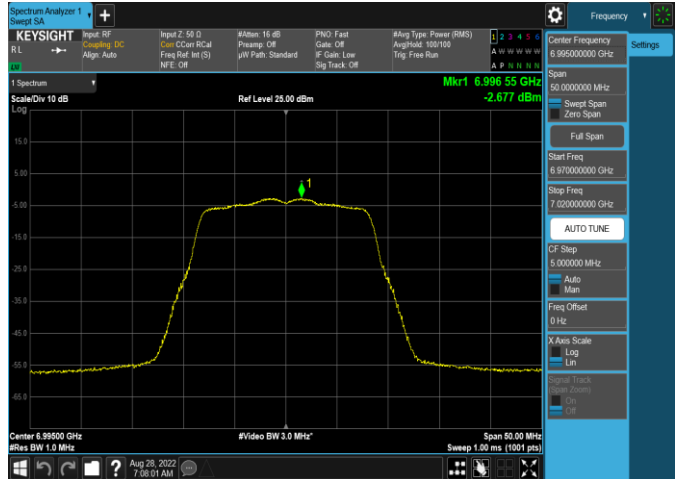 Spectrum Analyzer 1
Swept SA
Frequency
KEYSIGHT
RL
Input: RF
Coupling: DC
Align: Auto
Input Z: 50 Ω
Corr CCorr RCal
Freq Ref: Int (S)
NFE: Off
#Atten: 16 dB
Preamp: Off
µW Path: Standard
PNO: Fast
Gate: Off
IF Gain: Low
Sig Track: Off
#Avg Type: Power (RMS)
Avg|Hold: 100/100
Trig: Free Run
1 2 3 4 5 6
A W W W W W
A P N N N N
1 Spectrum
Scale/Div 10 dB
Log
Ref Level 25.00 dBm
Mkr1 6.996 55 GHz
-2.677 dBm
15.0
5.00
-5.00
-15.0
-25.0
-35.0
-45.0
-55.0
-65.0
1
Center 6.99500 GHz
#Res BW 1.0 MHz
#Video BW 3.0 MHz*
Span 50.00 MHz
Sweep 1.00 ms (1001 pts)
Center Frequency
6.995000000 GHz
Settings
Span
50.0000000 MHz
Swept Span
Zero Span
Full Span
Start Freq
6.970000000 GHz
Stop Freq
7.020000000 GHz
AUTO TUNE
CF Step
5.000000 MHz
Auto
Man
Freq Offset
0 Hz
X Axis Scale
Log
Lin
Signal Track
(Span Zoom)
On
Off
?
Aug 28, 2022
7:08:01 AM